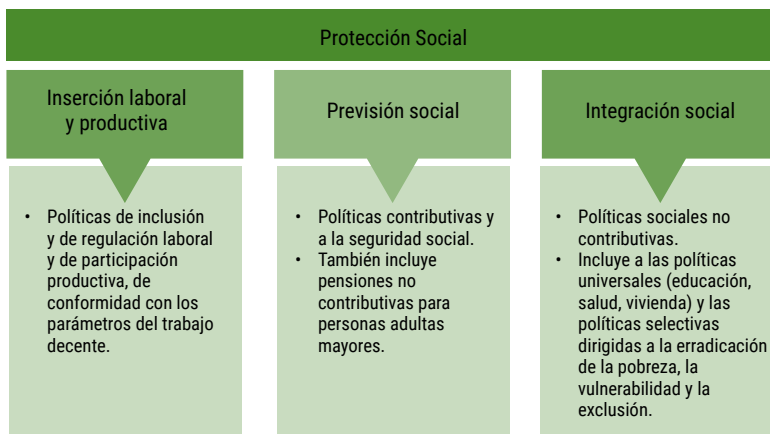 Protección Social
Inserción laboral
y productiva
• Políticas de inclusión
y de regulación laboral
y de participación
productiva, de
conformidad con los
parámetros del trabajo
decente.
Previsión social
• Políticas contributivas y
a la seguridad social.
• También incluye
pensiones no
contributivas para
personas adultas
mayores.
Integración social
• Políticas sociales no
contributivas.
• Incluye a las políticas
universales (educación,
salud, vivienda) y las
políticas selectivas
dirigidas a la erradicación
de la pobreza, la
vulnerabilidad y la
exclusión.